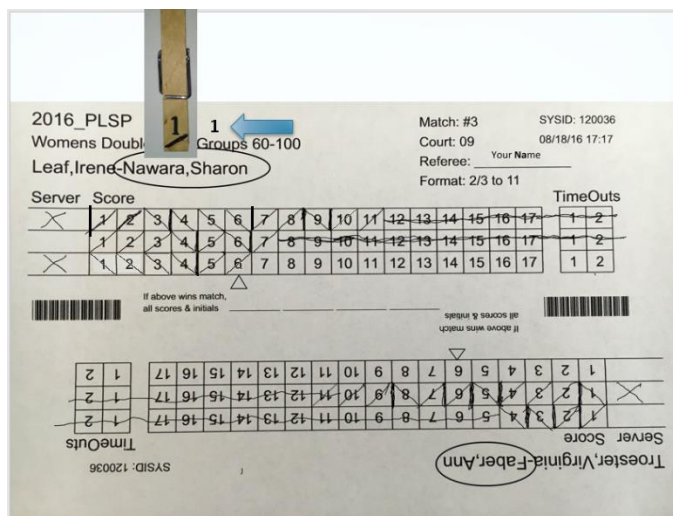 1
2016_PLSP 1 Match: #3 SYSID: 120036
Womens Doubl Groups 60-100 Court: 09 08/18/16 17:17
Leaf,Irene-Nawara,Sharon Referee: Your Name
Format: 2/3 to 11
Server Score TimeOuts
X 1 2 3 4 5 6 7 8 9 10 11 12 13 14 15 16 17 1 2
1 2 3 4 5 6 7 8 9 10 11 12 13 14 15 16 17 1 2
X 1 2 3 4 5 6 7 8 9 10 11 12 13 14 15 16 17 1 2
If above wins match,
all scores & initials
Troester,Virginia-Faber,Ann SYSID: 120036
Server Score TimeOuts
1 2 3 4 5 6 7 8 9 10 11 12 13 14 15 16 17 1 2
X 1 2 3 4 5 6 7 8 9 10 11 12 13 14 15 16 17 1 2
1 2 3 4 5 6 7 8 9 10 11 12 13 14 15 16 17 1 2
If above wins match
all scores & initials